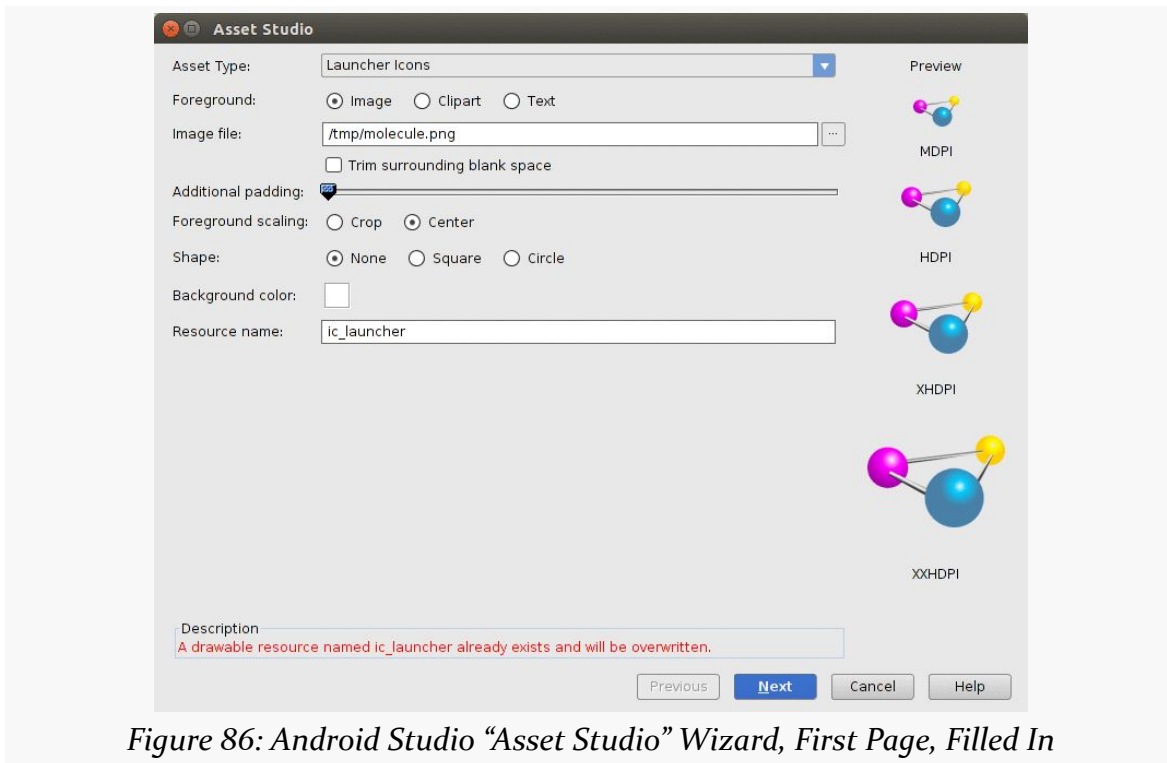 Asset Studio
Asset Type: Launcher Icons
Foreground: Image Clipart Text
Image file: /tmp/molecule.png ...
Trim surrounding blank space
Additional padding:
Foreground scaling: Crop Center
Shape: None Square Circle
Background color:
Resource name: ic_launcher
Preview
MDPI
HDPI
XHDPI
XXHDPI
Description
A drawable resource named ic_launcher already exists and will be overwritten.
Previous Next Cancel Help
Figure 86: Android Studio “Asset Studio” Wizard, First Page, Filled In